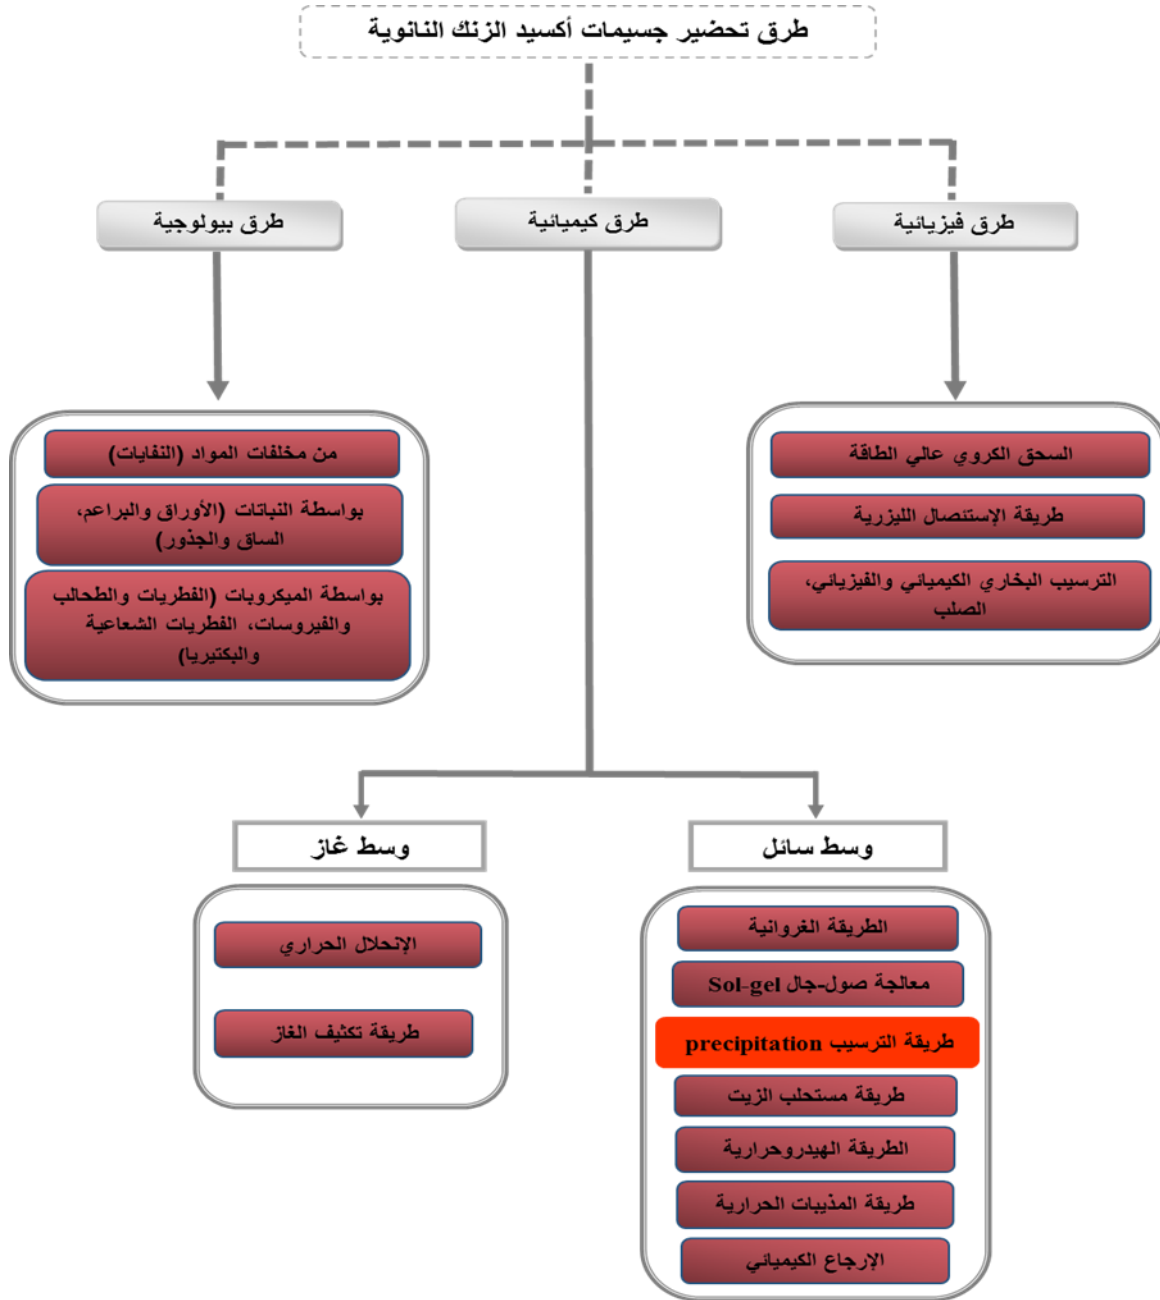 طرق تحضير جسيمات أكسيد الزنك النانوية
طرق فيزيائية
طرق كيميائية
طرق بيولوجية
السحق الكروي عالي الطاقة
طريقة الإستئصال الليزرية
الترسيب البخاري الكيميائي والفيزيائي،
الصلب
من مخلفات المواد (النفايات)
بواسطة النباتات (الأوراق والبراعم،
الساق والجذور)
بواسطة الميكروبات (الفطريات والطحالب
والفيروسات، الفطريات الشعاعية
والبكتيريا)
وسط سائل
الطريقة الغروانية
معالجة صول-جال Sol-gel
طريقة الترسيب precipitation
طريقة مستحلب الزيت
الطريقة الهيدروحرارية
طريقة المذيبات الحرارية
الإرجاع الكيميائي
وسط غاز
الإنحلال الحراري
طريقة تكثيف الغاز